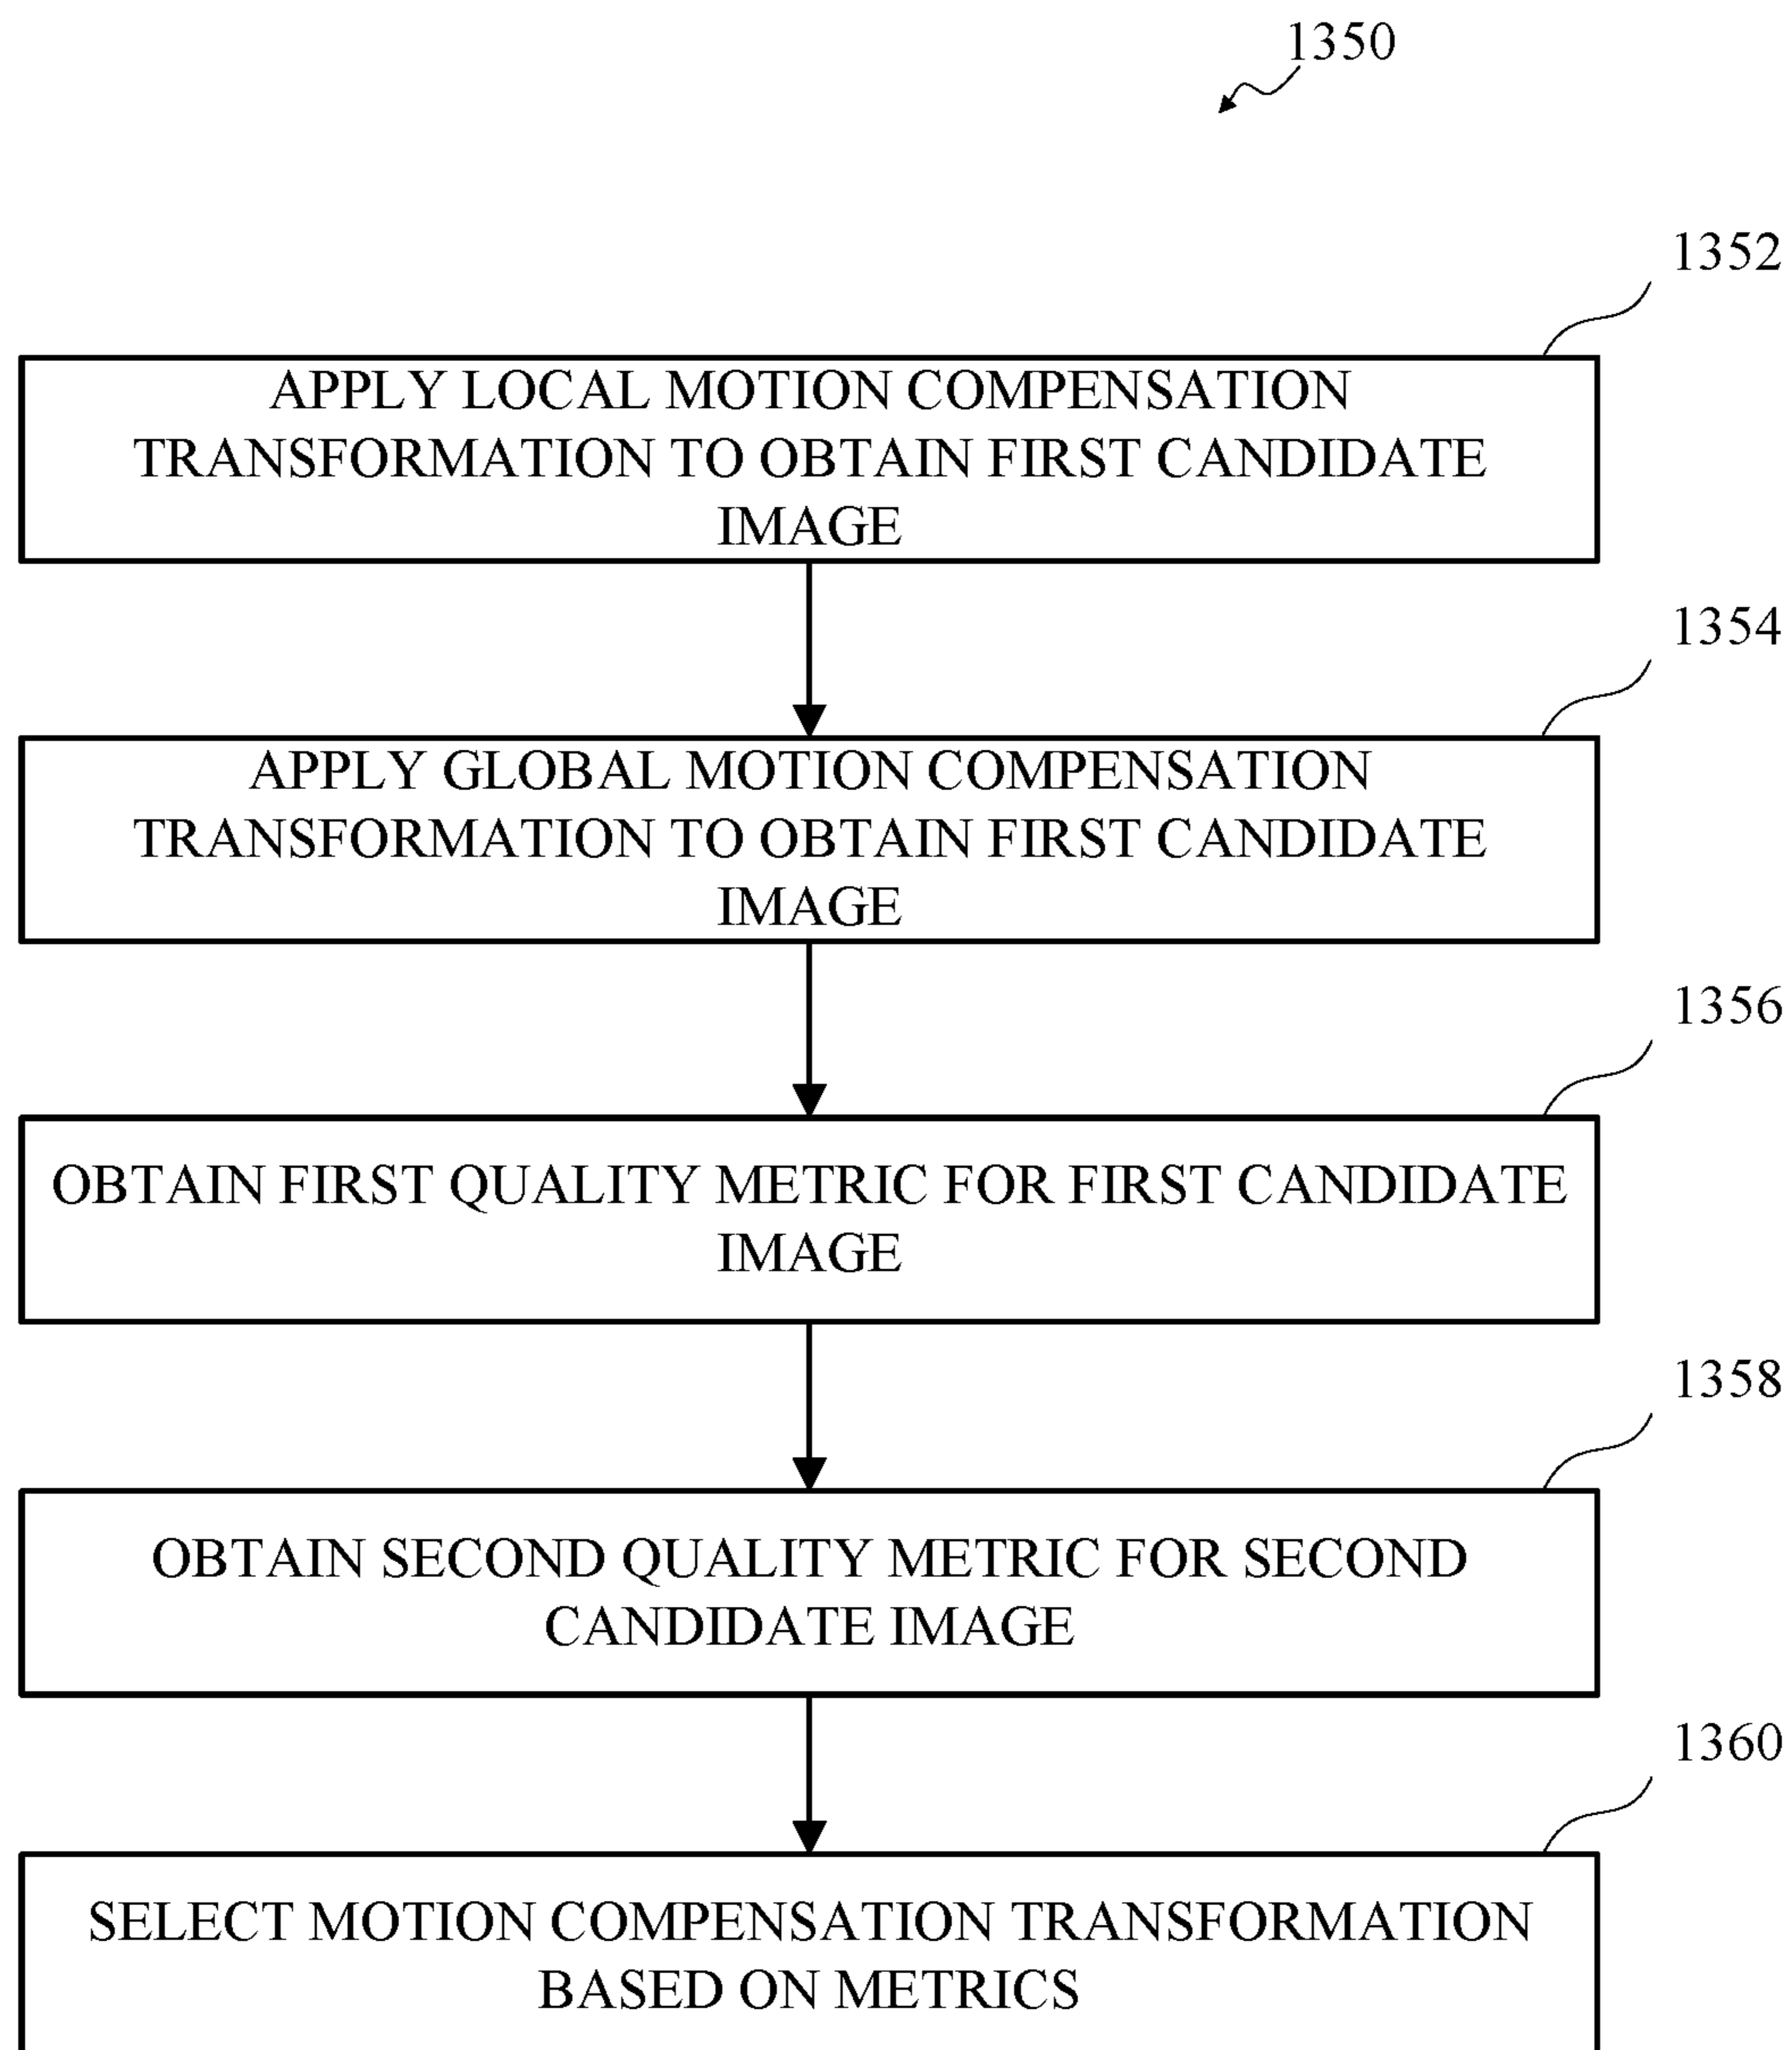 1350
1352
APPLY LOCAL MOTION COMPENSATION
TRANSFORMATION TO OBTAIN FIRST CANDIDATE
IMAGE
1354
APPLY GLOBAL MOTION COMPENSATION
TRANSFORMATION TO OBTAIN FIRST CANDIDATE
IMAGE
1356
OBTAIN FIRST QUALITY METRIC FOR FIRST CANDIDATE
IMAGE
1358
OBTAIN SECOND QUALITY METRIC FOR SECOND
CANDIDATE IMAGE
1360
SELECT MOTION COMPENSATION TRANSFORMATION
BASED ON METRICS